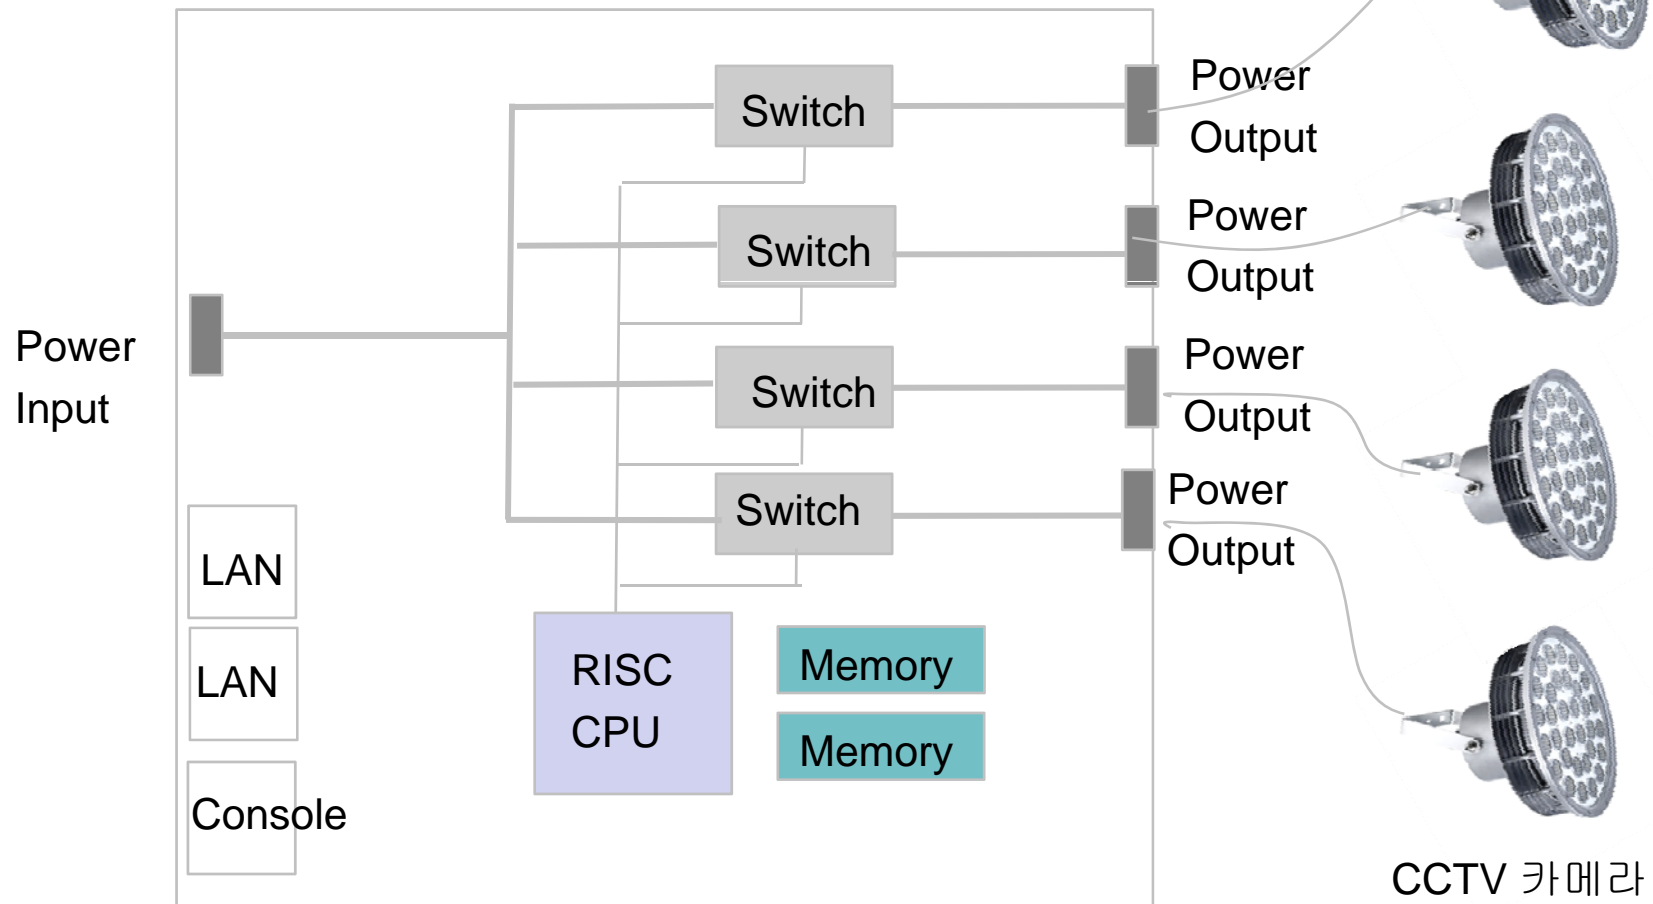 Power
Output
Switch
Power
Output
Switch
Power
Input
Power
Output
Switch
Power
Output
Switch
LAN
LAN
Console
RISC
CPU
Memory
Memory
CCTV 카메라